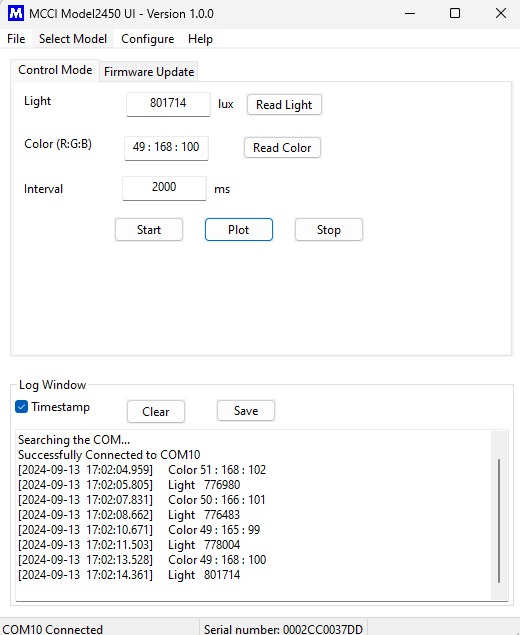 MCCI Model2450 UI - Version 1.0.0
File Select Model Configure Help
Control Mode Firmware Update
Light 801714 lux Read Light
Color (R:G:B) 49 : 168 : 100 Read Color
Interval 2000 ms
Start Plot Stop
Log Window
Timestamp Clear Save
Searching the COM...
Successfully Connected to COM10
[2024-09-13 17:02:04.959] Color 51 : 168 : 102
[2024-09-13 17:02:05.805] Light 776980
[2024-09-13 17:02:07.831] Color 50 : 166 : 101
[2024-09-13 17:02:08.662] Light 776483
[2024-09-13 17:02:10.671] Color 49 : 165 : 99
[2024-09-13 17:02:11.503] Light 778004
[2024-09-13 17:02:13.528] Color 49 : 168 : 100
[2024-09-13 17:02:14.361] Light 801714
COM10 Connected Serial number: 0002CC0037DD